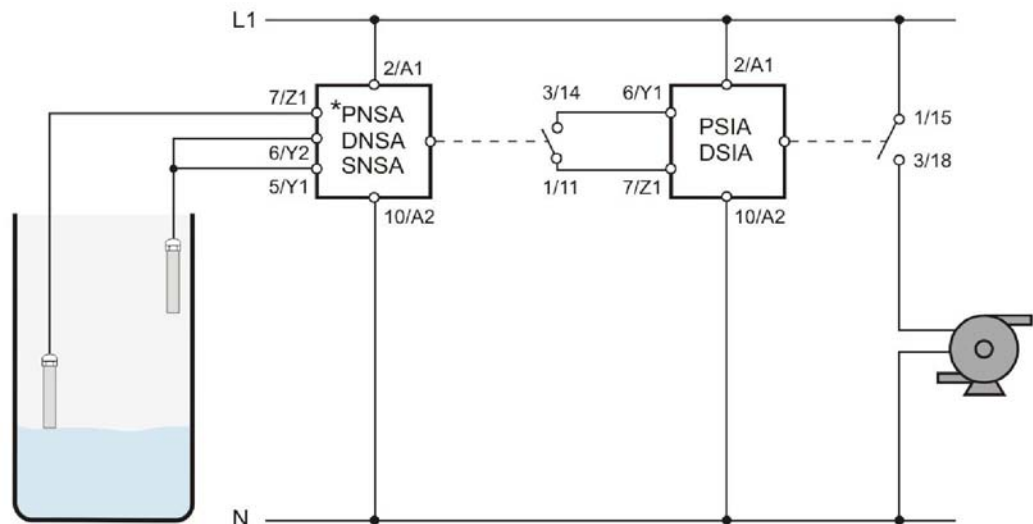 L1
2/A1
2/A1
7/Z1
3/14
6/Y1
*PNSA
1/15
DNSA
PSIA
6/Y2
SNSA
DSIA
3/18
5/Y1
1/11
7/Z1
10/A2
10/A2
N